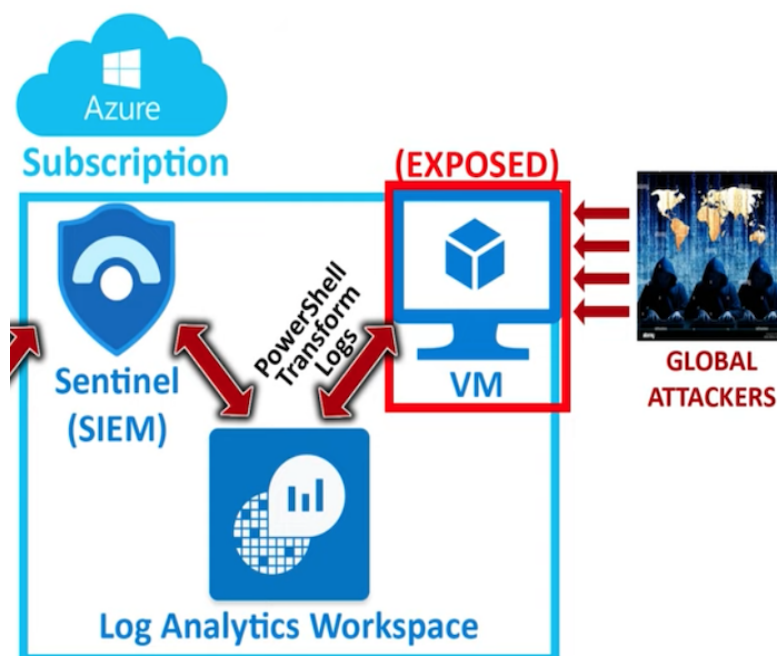 Azure
Subscription
(EXPOSED)
PowerShell
Transform
Logs
Sentinel
(SIEM)
VM
GLOBAL
ATTACKERS
Log Analytics Workspace